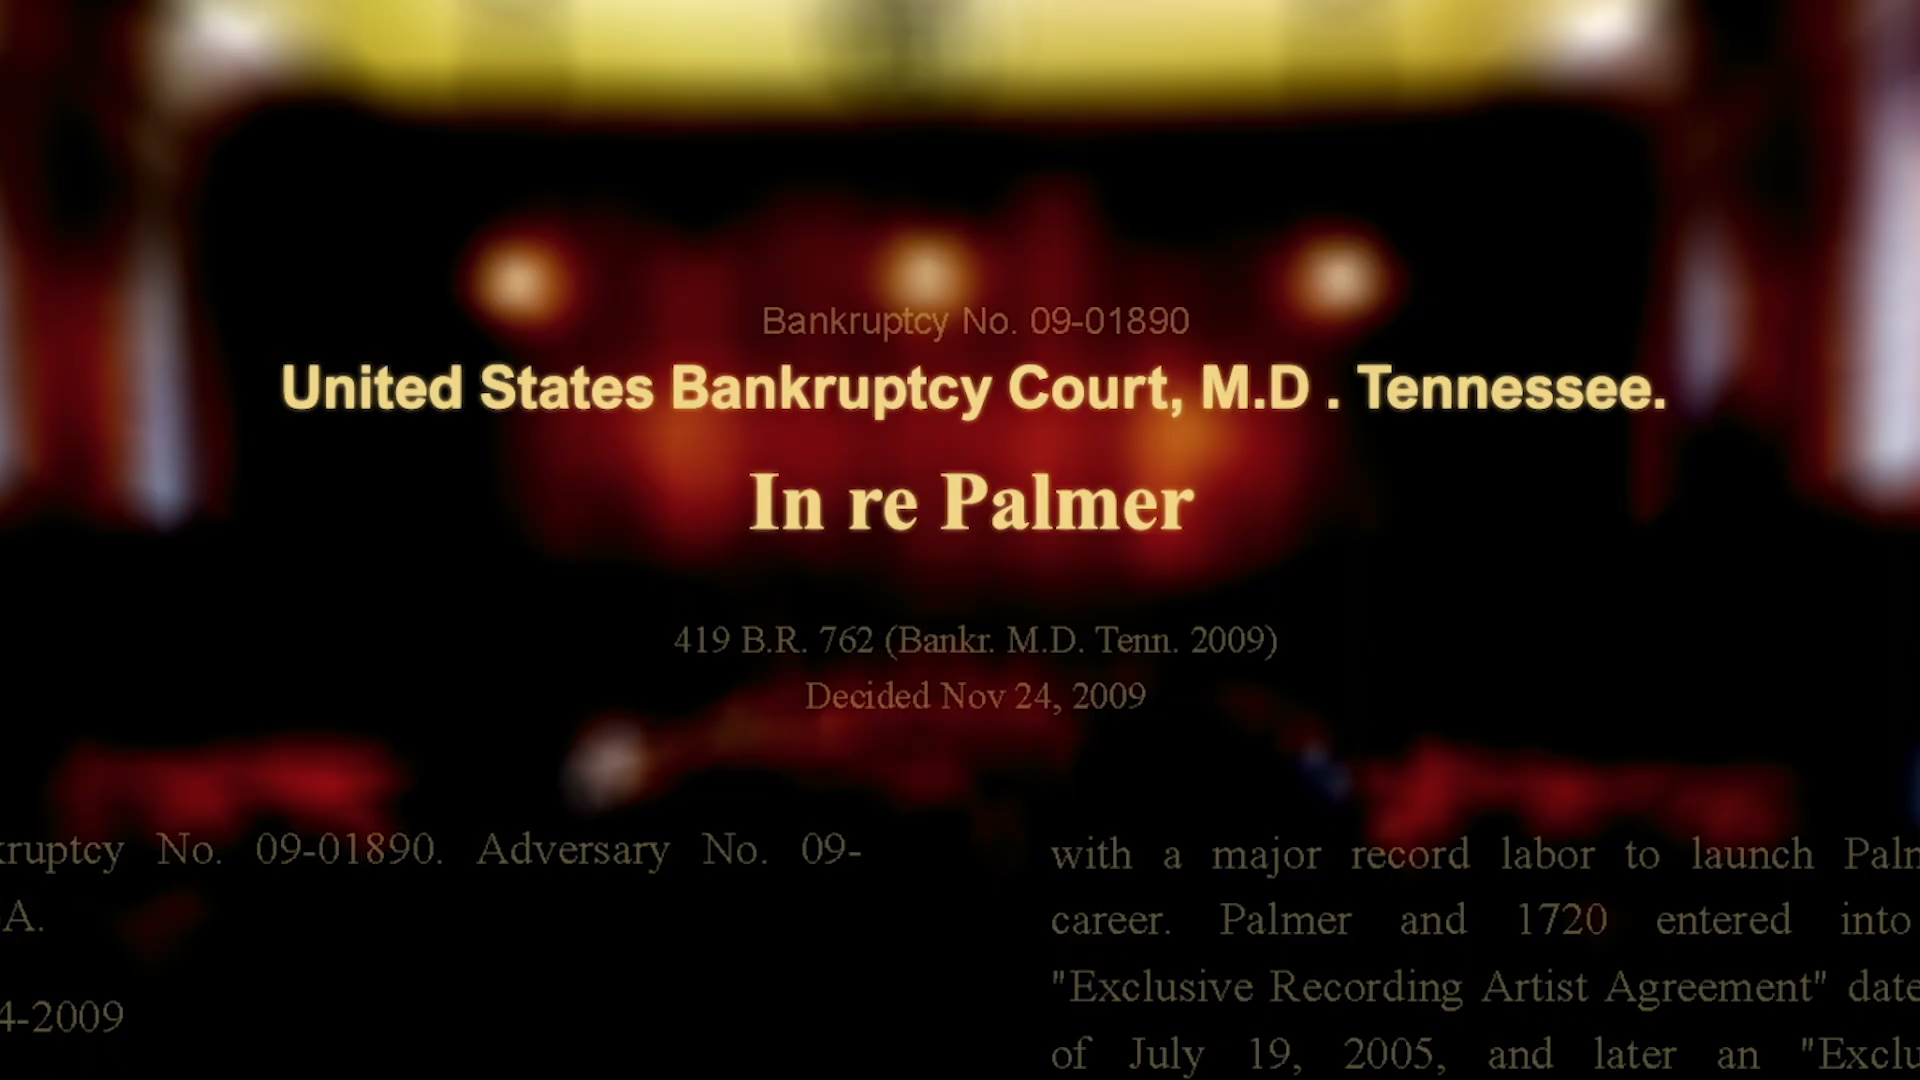 Bankruptcy No. 09-01890
United States Bankruptcy Court, M.D . Tennessee.
In re Palmer
419 B.R. 762 (Bankr. M.D. Tenn. 2009)
Decided Nov 24, 2009
kruptcy No. 09-01890. Adversary No. 09-
A.
4-2009
with a major record labor to launch Palm
career. Palmer and 1720 entered into
"Exclusive Recording Artist Agreement" date
of July 19, 2005, and later an "Exclu